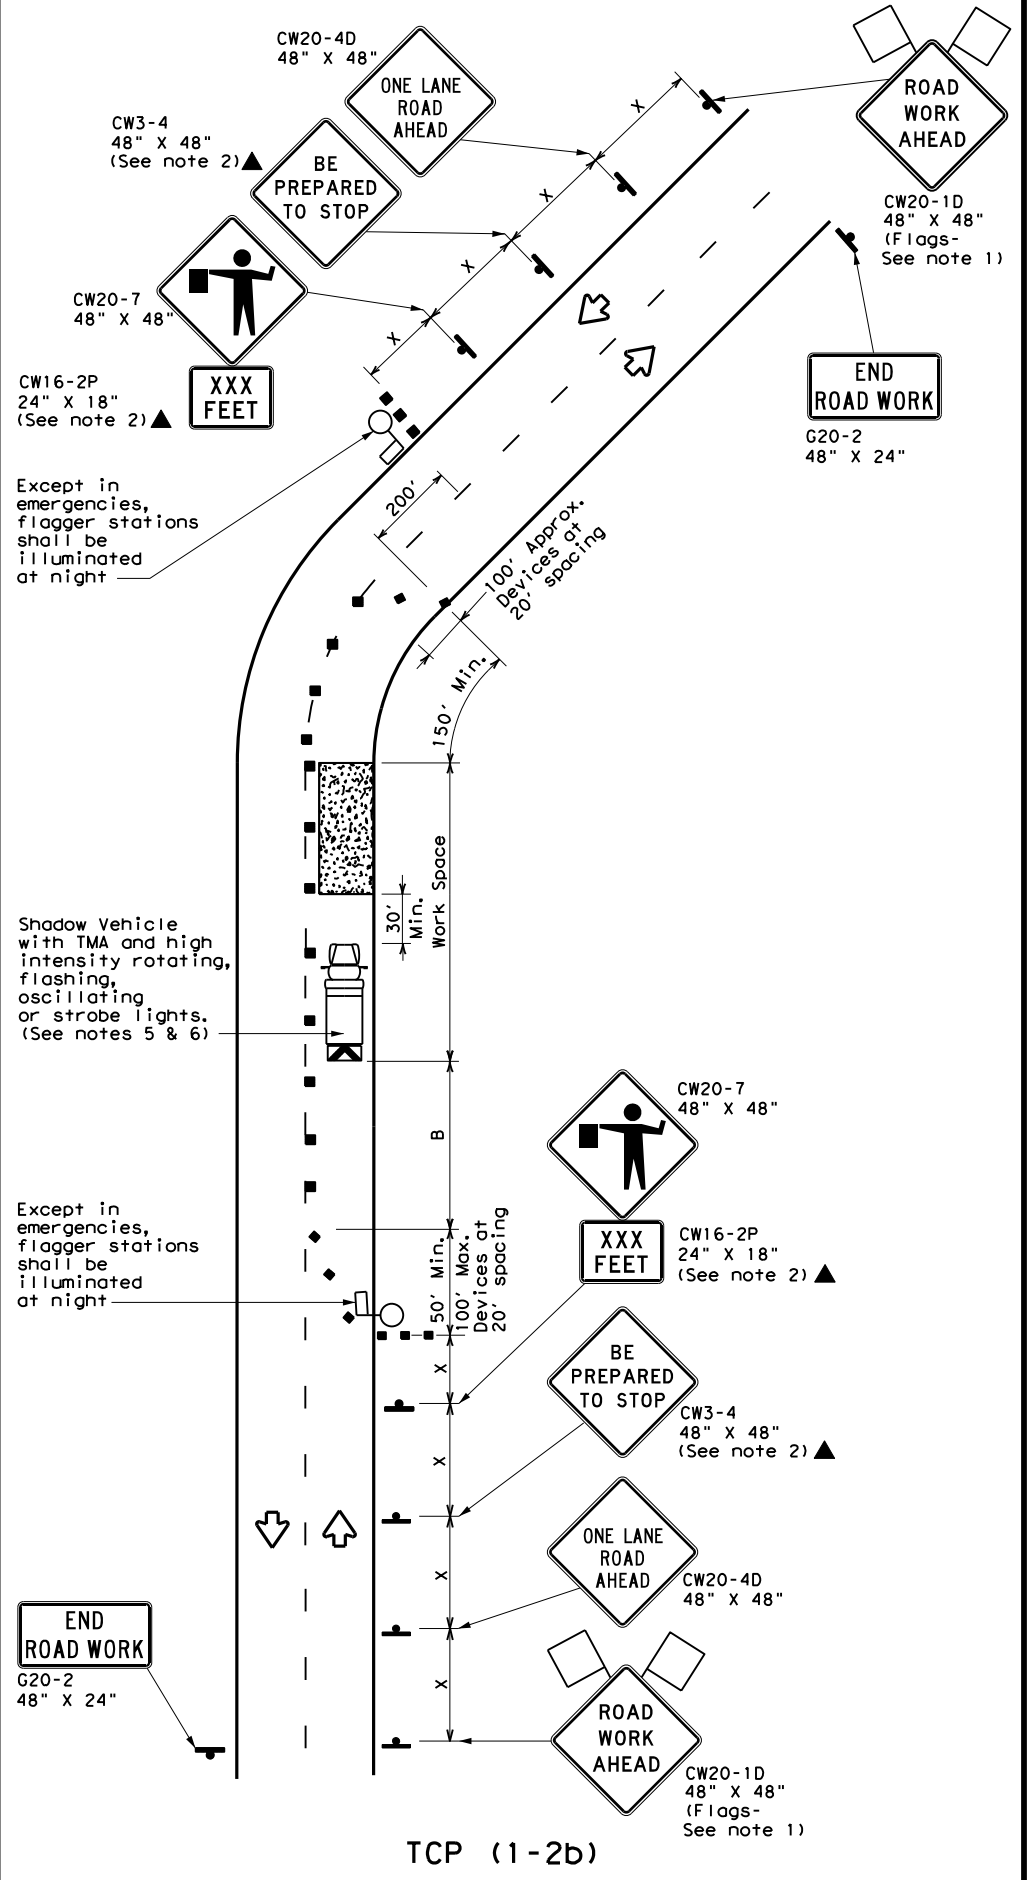 CW20-4D
48" X 48"
ONE LANE
ROAD
AHEAD
ROAD
WORK
AHEAD
CW20-1D
48" X 48"
(Flags-
See note 1)
CW3-4
48" X 48"
(See note 2)▲
BE
PREPARED
TO STOP
CW20-7
48" X 48"
CW16-2P
24" X 18"
(See note 2)▲
XXX
FEET
X
X
X
X
END
ROAD WORK
G20-2
48" X 24"
Except in
emergencies,
flagger stations
shall be
illuminated
at night
200'
100' Approx.
Devices at
20' spacing
150' Min.
Work Space
30'
Min.
Shadow Vehicle
with TMA and high
intensity rotating,
flashing,
oscillating
or strobe lights.
(See notes 5 & 6)
B
CW20-7
48" X 48"
XXX
FEET
CW16-2P
24" X 18"
(See note 2)▲
Except in
emergencies,
flagger stations
shall be
illuminated
at night
50' Min.
100' Max.
Devices at
20' spacing
X
X
X
X
BE
PREPARED
TO STOP
CW3-4
48" X 48"
(See note 2)▲
ONE LANE
ROAD
AHEAD
CW20-4D
48" X 48"
END
ROAD WORK
G20-2
48" X 24"
ROAD
WORK
AHEAD
CW20-1D
48" X 48"
(Flags-
See note 1)
TCP (1-2b)